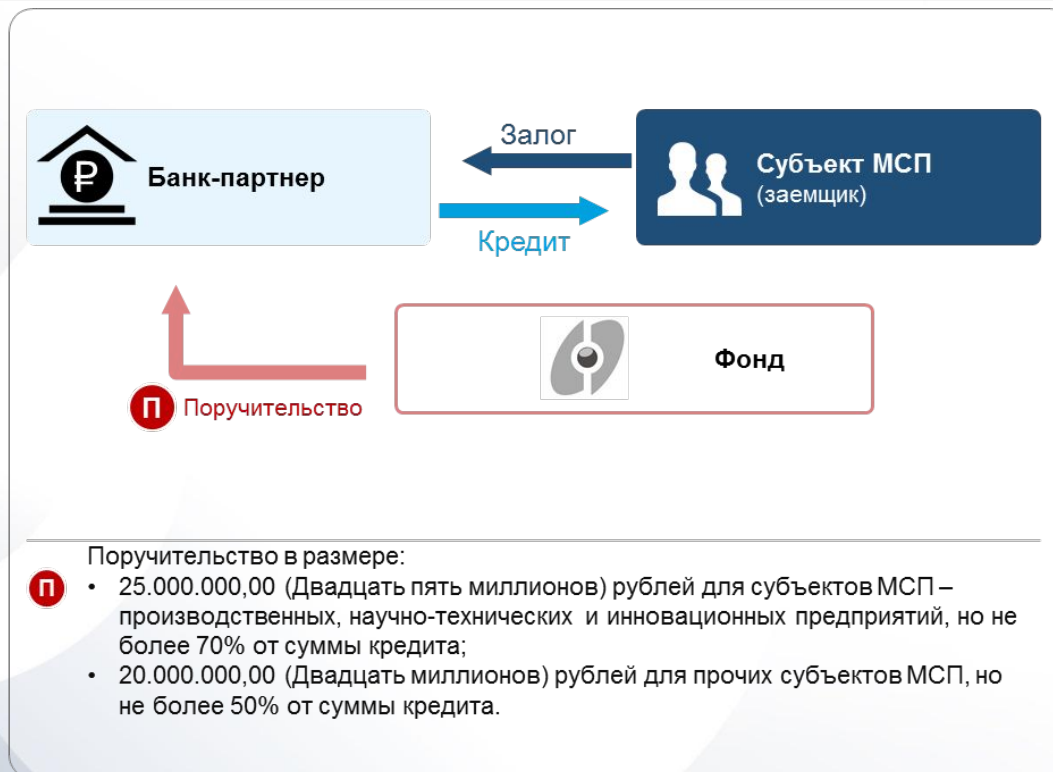 Залог
Банк-партнер
Субъект МСП
(заемщик)
Кредит
Фонд
П Поручительство
Поручительство в размере:
П
• 25.000.000,00 (Двадцать пять миллионов) рублей для субъектов МСП –
производственных, научно-технических и инновационных предприятий, но не
более 70% от суммы кредита;
• 20.000.000,00 (Двадцать миллионов) рублей для прочих субъектов МСП, но
не более 50% от суммы кредита.